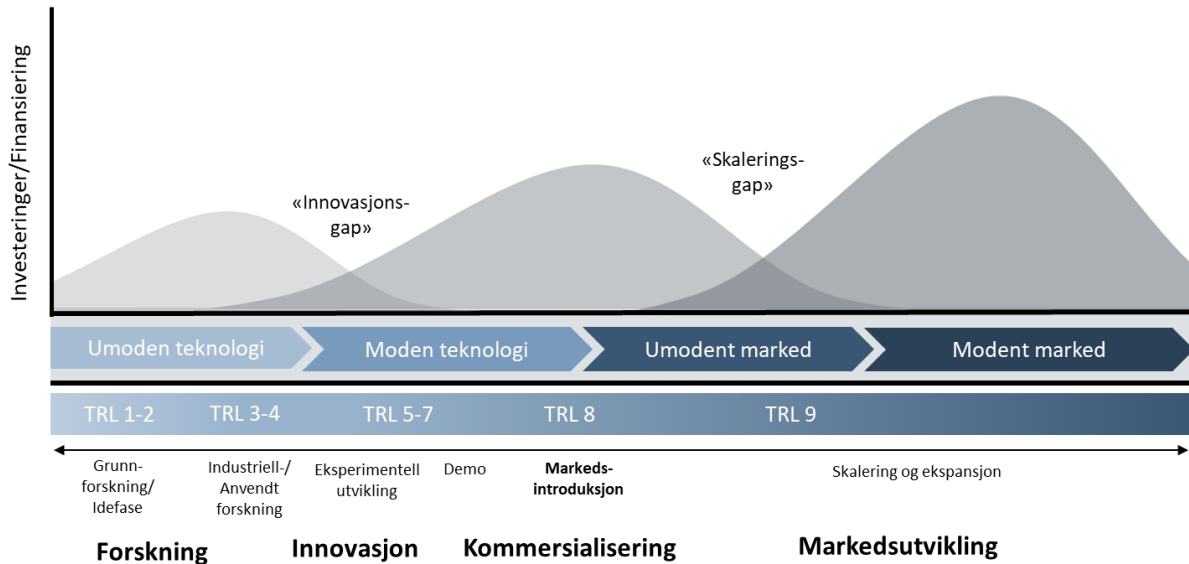 Investeringer/Finansiering
«Innovasjons-
gap»
«Skalerings-
gap»
Umoden teknologi
Moden teknologi
Umodent marked
Modent marked
TRL 1-2
TRL 3-4
TRL 5-7
TRL 8
TRL 9
Grunn-
forskning/
Idefase
Industriell-/
Anvendt
forskning
Eksperimentell
utvikling
Demo
Markeds-
introduksjon
Skalering og ekspansjon
Forskning
Innovasjon
Kommersialisering
Markedsutvikling